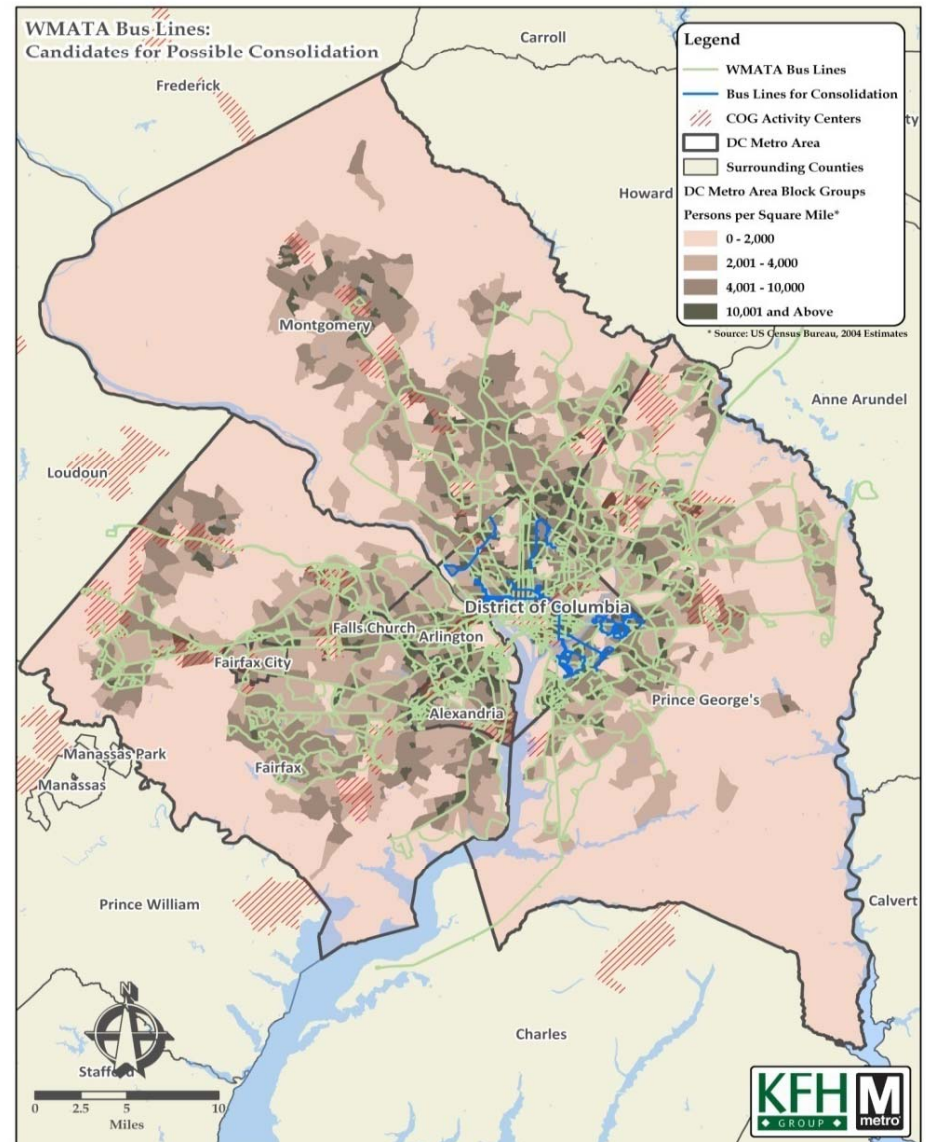 WMATA Bus Lines:
Candidates for Possible Consolidation
Legend
WMATA Bus Lines
Bus Lines for Consolidation
COG Activity Centers
DC Metro Area
Surrounding Counties
DC Metro Area Block Groups
Persons per Square Mile*
0 - 2,000
2,001 - 4,000
4,001 - 10,000
10,001 and Above
* Source: US Census Bureau, 2004 Estimates
Carroll
Frederick
ty
Howard
Montgomery
Anne Arundel
Loudoun
District of Columbia
Falls Church
Arlington
Fairfax City
Prince George's
Alexandria
Manassas Park
Fairfax
Manassas
Prince William
Calvert
N
Charles
Stafford
0 2.5 5 10
Miles
KFH
GROUP
M
metro